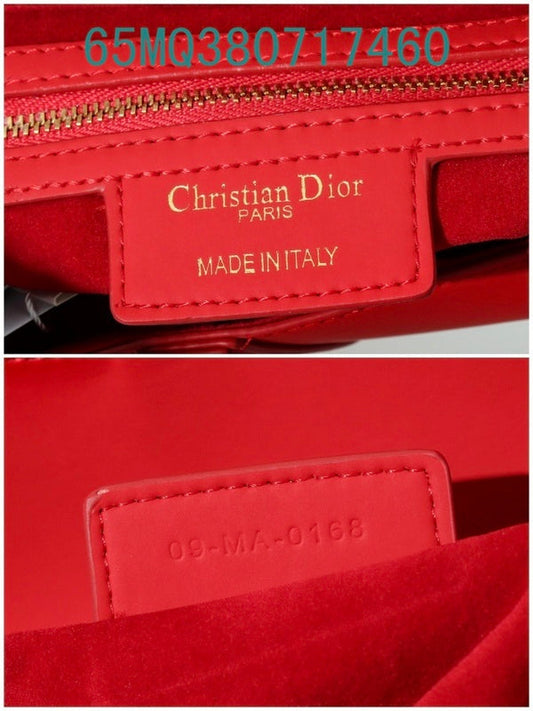 65MQ380717460
Christian Dior
PARIS
MADE IN ITALY
09-MA-0168